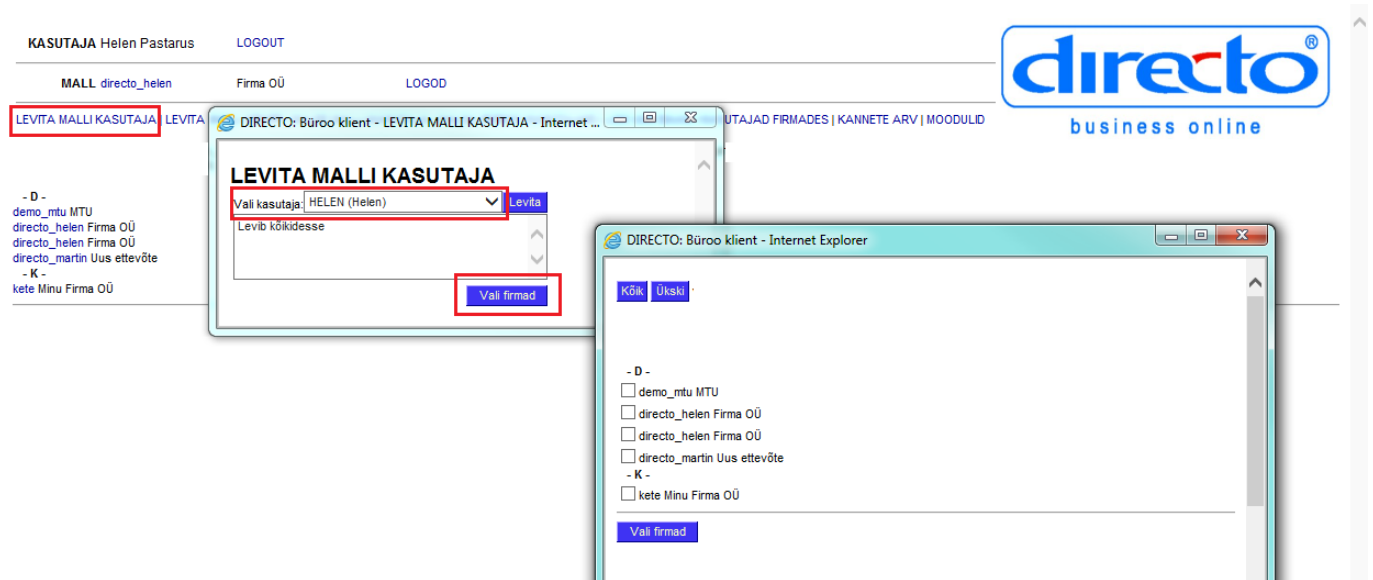 KASUTAJA Helen Pastarus LOGOUT
MALL directo_helen Firma OÜ LOGOD
directo®
business online
LEVITA MALLI KASUTAJA | LEVITA
UTAJAD FIRMADES | KANNETE ARV | MOODULID
- D -
demo_mtu MTU
directo_helen Firma OÜ
directo_helen Firma OÜ
directo_martin Uus ettevõte
- K -
kete Minu Firma OÜ
DIRECTO: Büroo klient - LEVITA MALLI KASUTAJA - Internet ...
LEVITA MALLI KASUTAJA
Vali kasutaja: HELEN (Helen) Levita
Levib kõikidesse
Vali firmad
DIRECTO: Büroo klient - Internet Explorer
Kõik Ükski
- D -
demo_mtu MTU
directo_helen Firma OÜ
directo_helen Firma OÜ
directo_martin Uus ettevõte
- K -
kete Minu Firma OÜ
Vali firmad